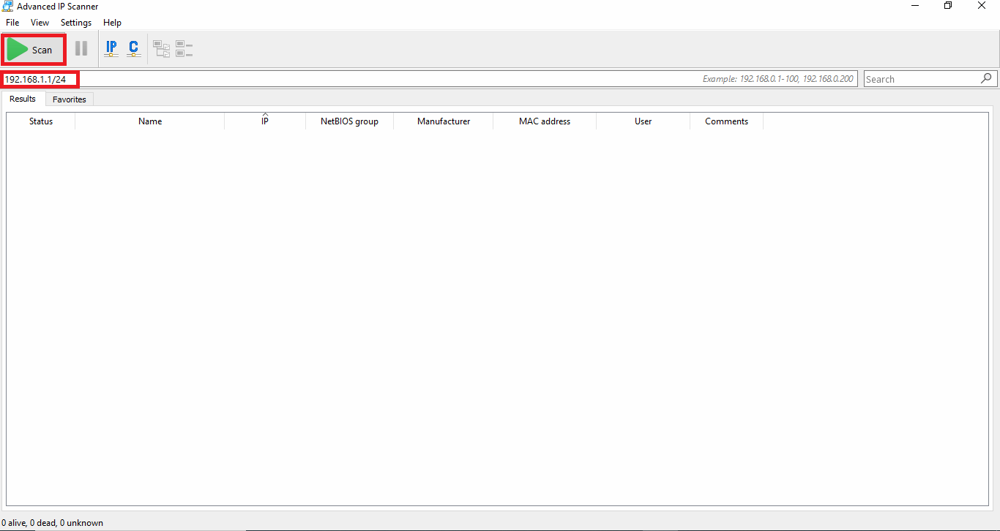 Advanced IP Scanner
File View Settings Help
Scan IP C
192.168.1.1/24 Example: 192.168.0.1-100, 192.168.0.200 Search
Results Favorites
Status Name IP NetBIOS group Manufacturer MAC address User Comments
0 alive, 0 dead, 0 unknown